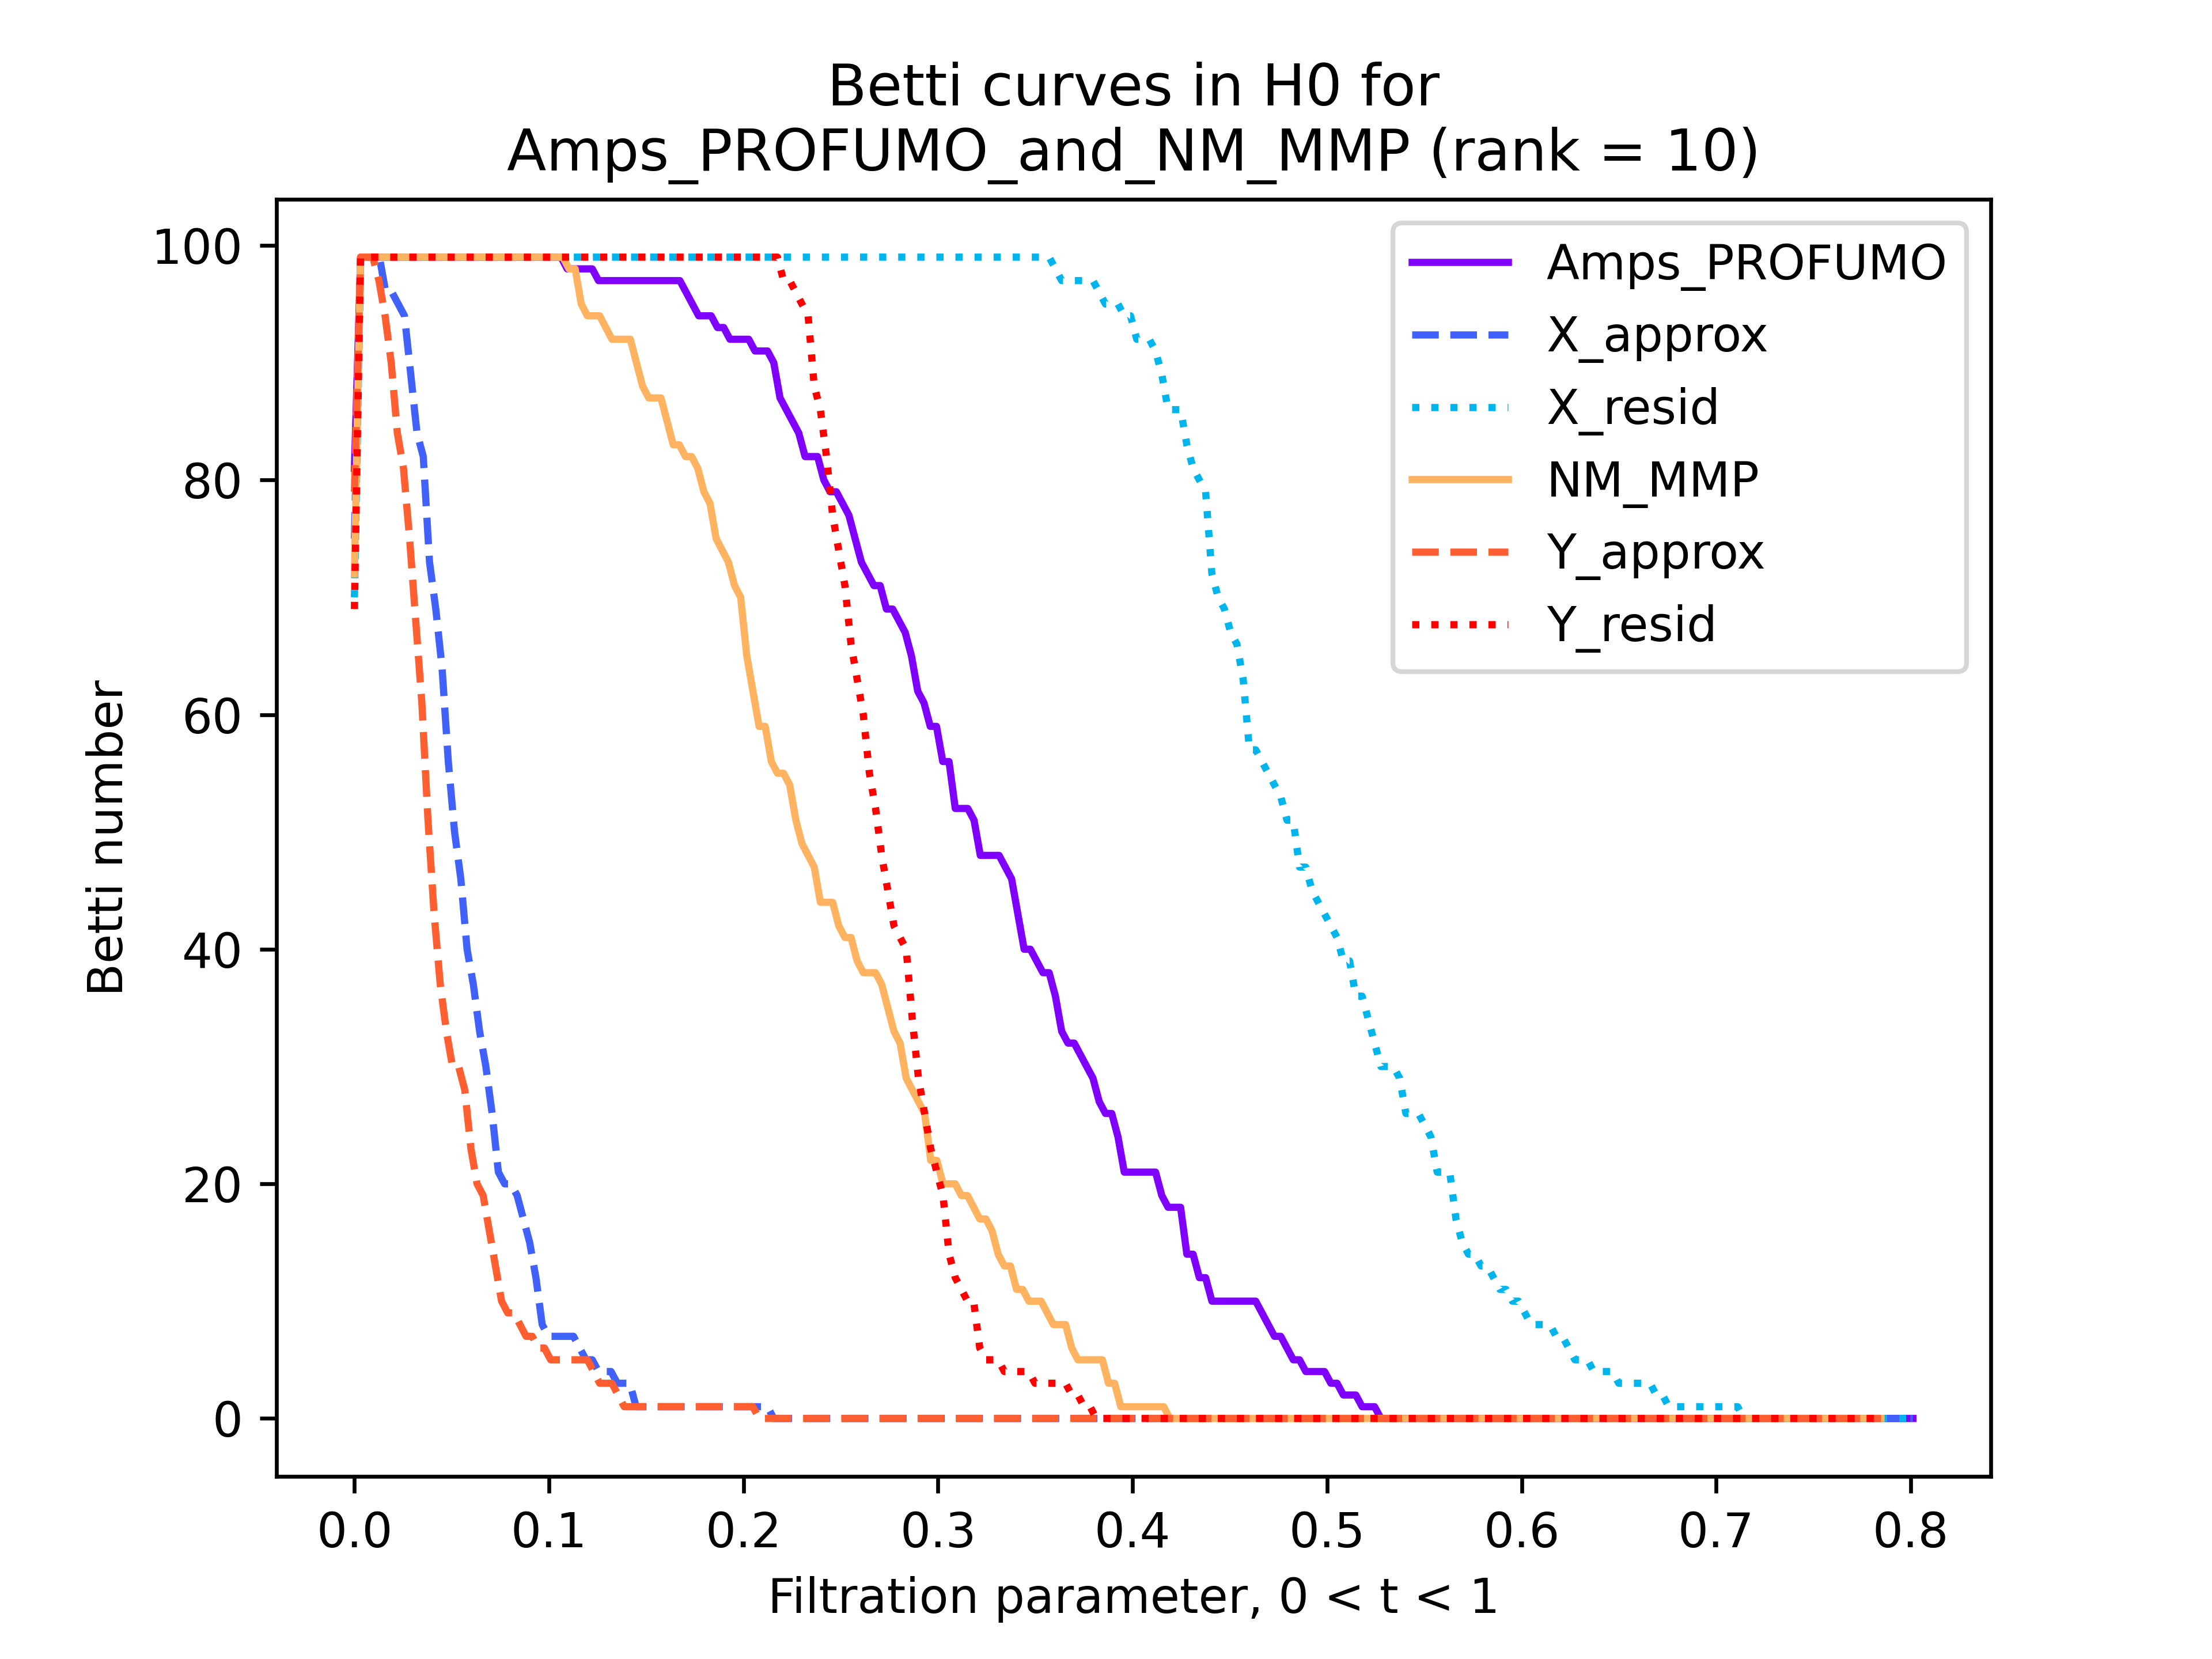 Betti curves in H0 for
Amps_PROFUMO_and_NM_MMP (rank = 10)
Betti number
100
80
60
40
20
0
Amps_PROFUMO
X_approx
X_resid
NM_MMP
Y_approx
Y_resid
0.0 0.1 0.2 0.3 0.4 0.5 0.6 0.7 0.8
Filtration parameter, 0 < t < 1